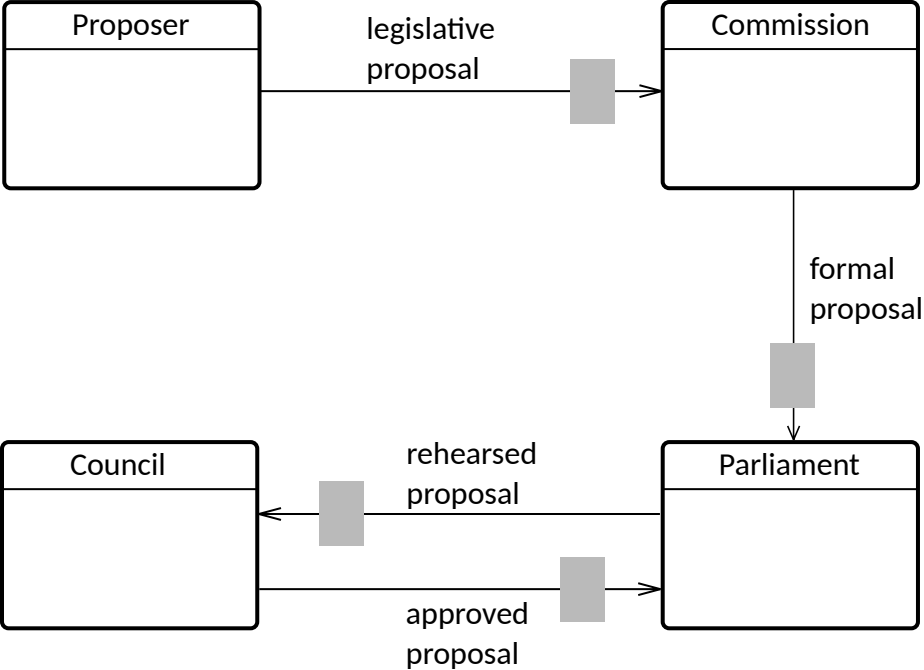 Proposer
legislative
proposal
Commission
formal
proposal
Council
rehearsed
proposal
Parliament
approved
proposal